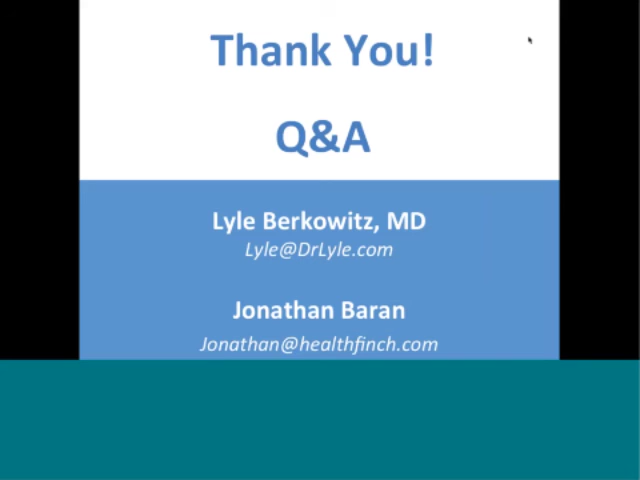 Thank You!
Q&A
Lyle Berkowitz, MD
Lyle@DrLyle.com
Jonathan Baran
Jonathan@healthfinch.com